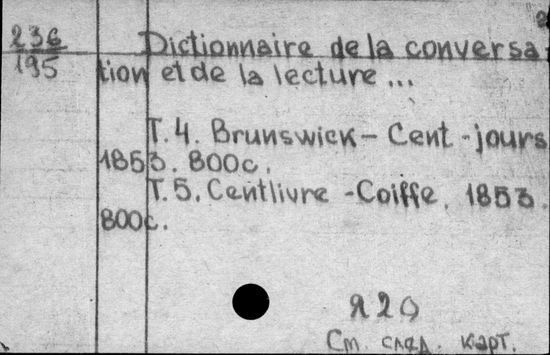 236
195
Dictionnaire de la conversa
tion et de la lecture ...
T. 4. Brunswick - Cent-jours
1853. 800c.
T. 5. Centlivre - Coiffe. 1853.
800c.
См. след. карт.